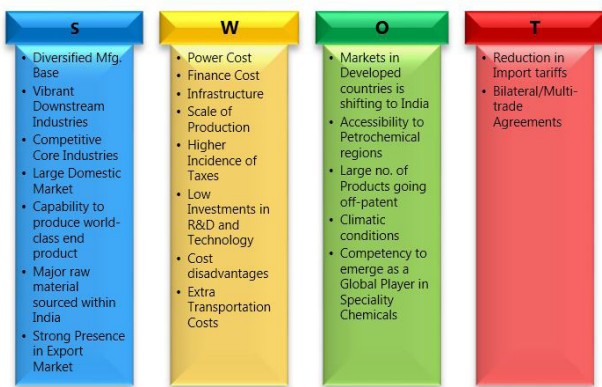 S
• Diversified Mfg.
Base
• Vibrant
Downstream
Industries
• Competitive
Core Industries
• Large Domestic
Market
• Capability to
produce world-
class end
product
• Major raw
material
sourced within
India
• Strong Presence
in Export
Market
W
• Power Cost
• Finance Cost
• Infrastructure
• Scale of
Production
• Higher
Incidence of
Taxes
• Low
Investments in
R&D and
Technology
• Cost
disadvantages
• Extra
Transportation
Costs
O
• Markets in
Developed
countries is
shifting to India
• Accessibility to
Petrochemical
regions
• Large no. of
Products going
off-patent
• Climatic
conditions
• Competency to
emerge as a
Global Player in
Speciality
Chemicals
T
• Reduction in
Import tariffs
• Bilateral/Multi-
trade
Agreements